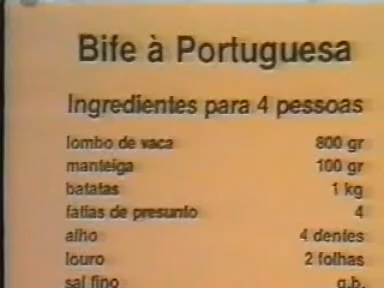 Bife à Portuguesa
Ingredientes para 4 pessoas
lombo de vaca 800 gr
manteiga 100 gr
batatas 1 kg
fatias de presunto 4
alho 4 dentes
louro 2 folhas
sal fino q.b.